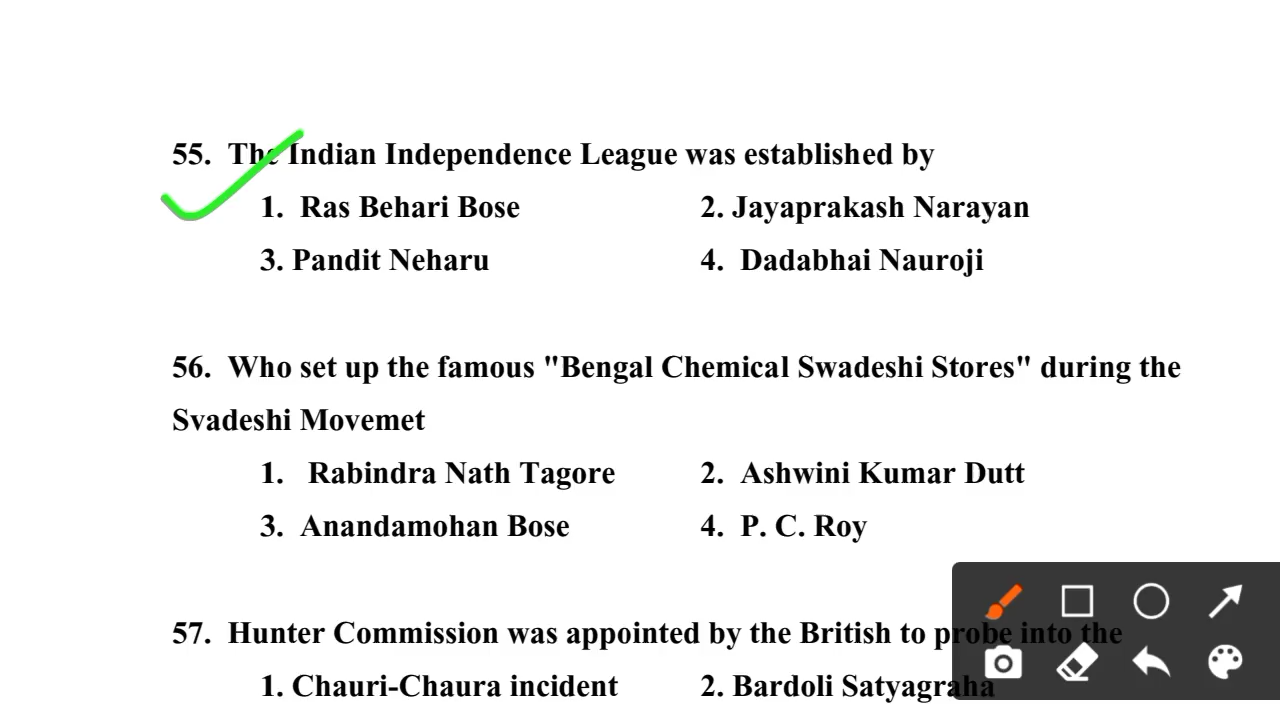 55. The Indian Independence League was established by
1. Ras Behari Bose 2. Jayaprakash Narayan
3. Pandit Neharu 4. Dadabhai Nauroji
56. Who set up the famous "Bengal Chemical Swadeshi Stores" during the
Svadeshi Movemet
1. Rabindra Nath Tagore 2. Ashwini Kumar Dutt
3. Anandamohan Bose 4. P. C. Roy
57. Hunter Commission was appointed by the British to probe into the
1. Chauri-Chaura incident 2. Bardoli Satyagraha